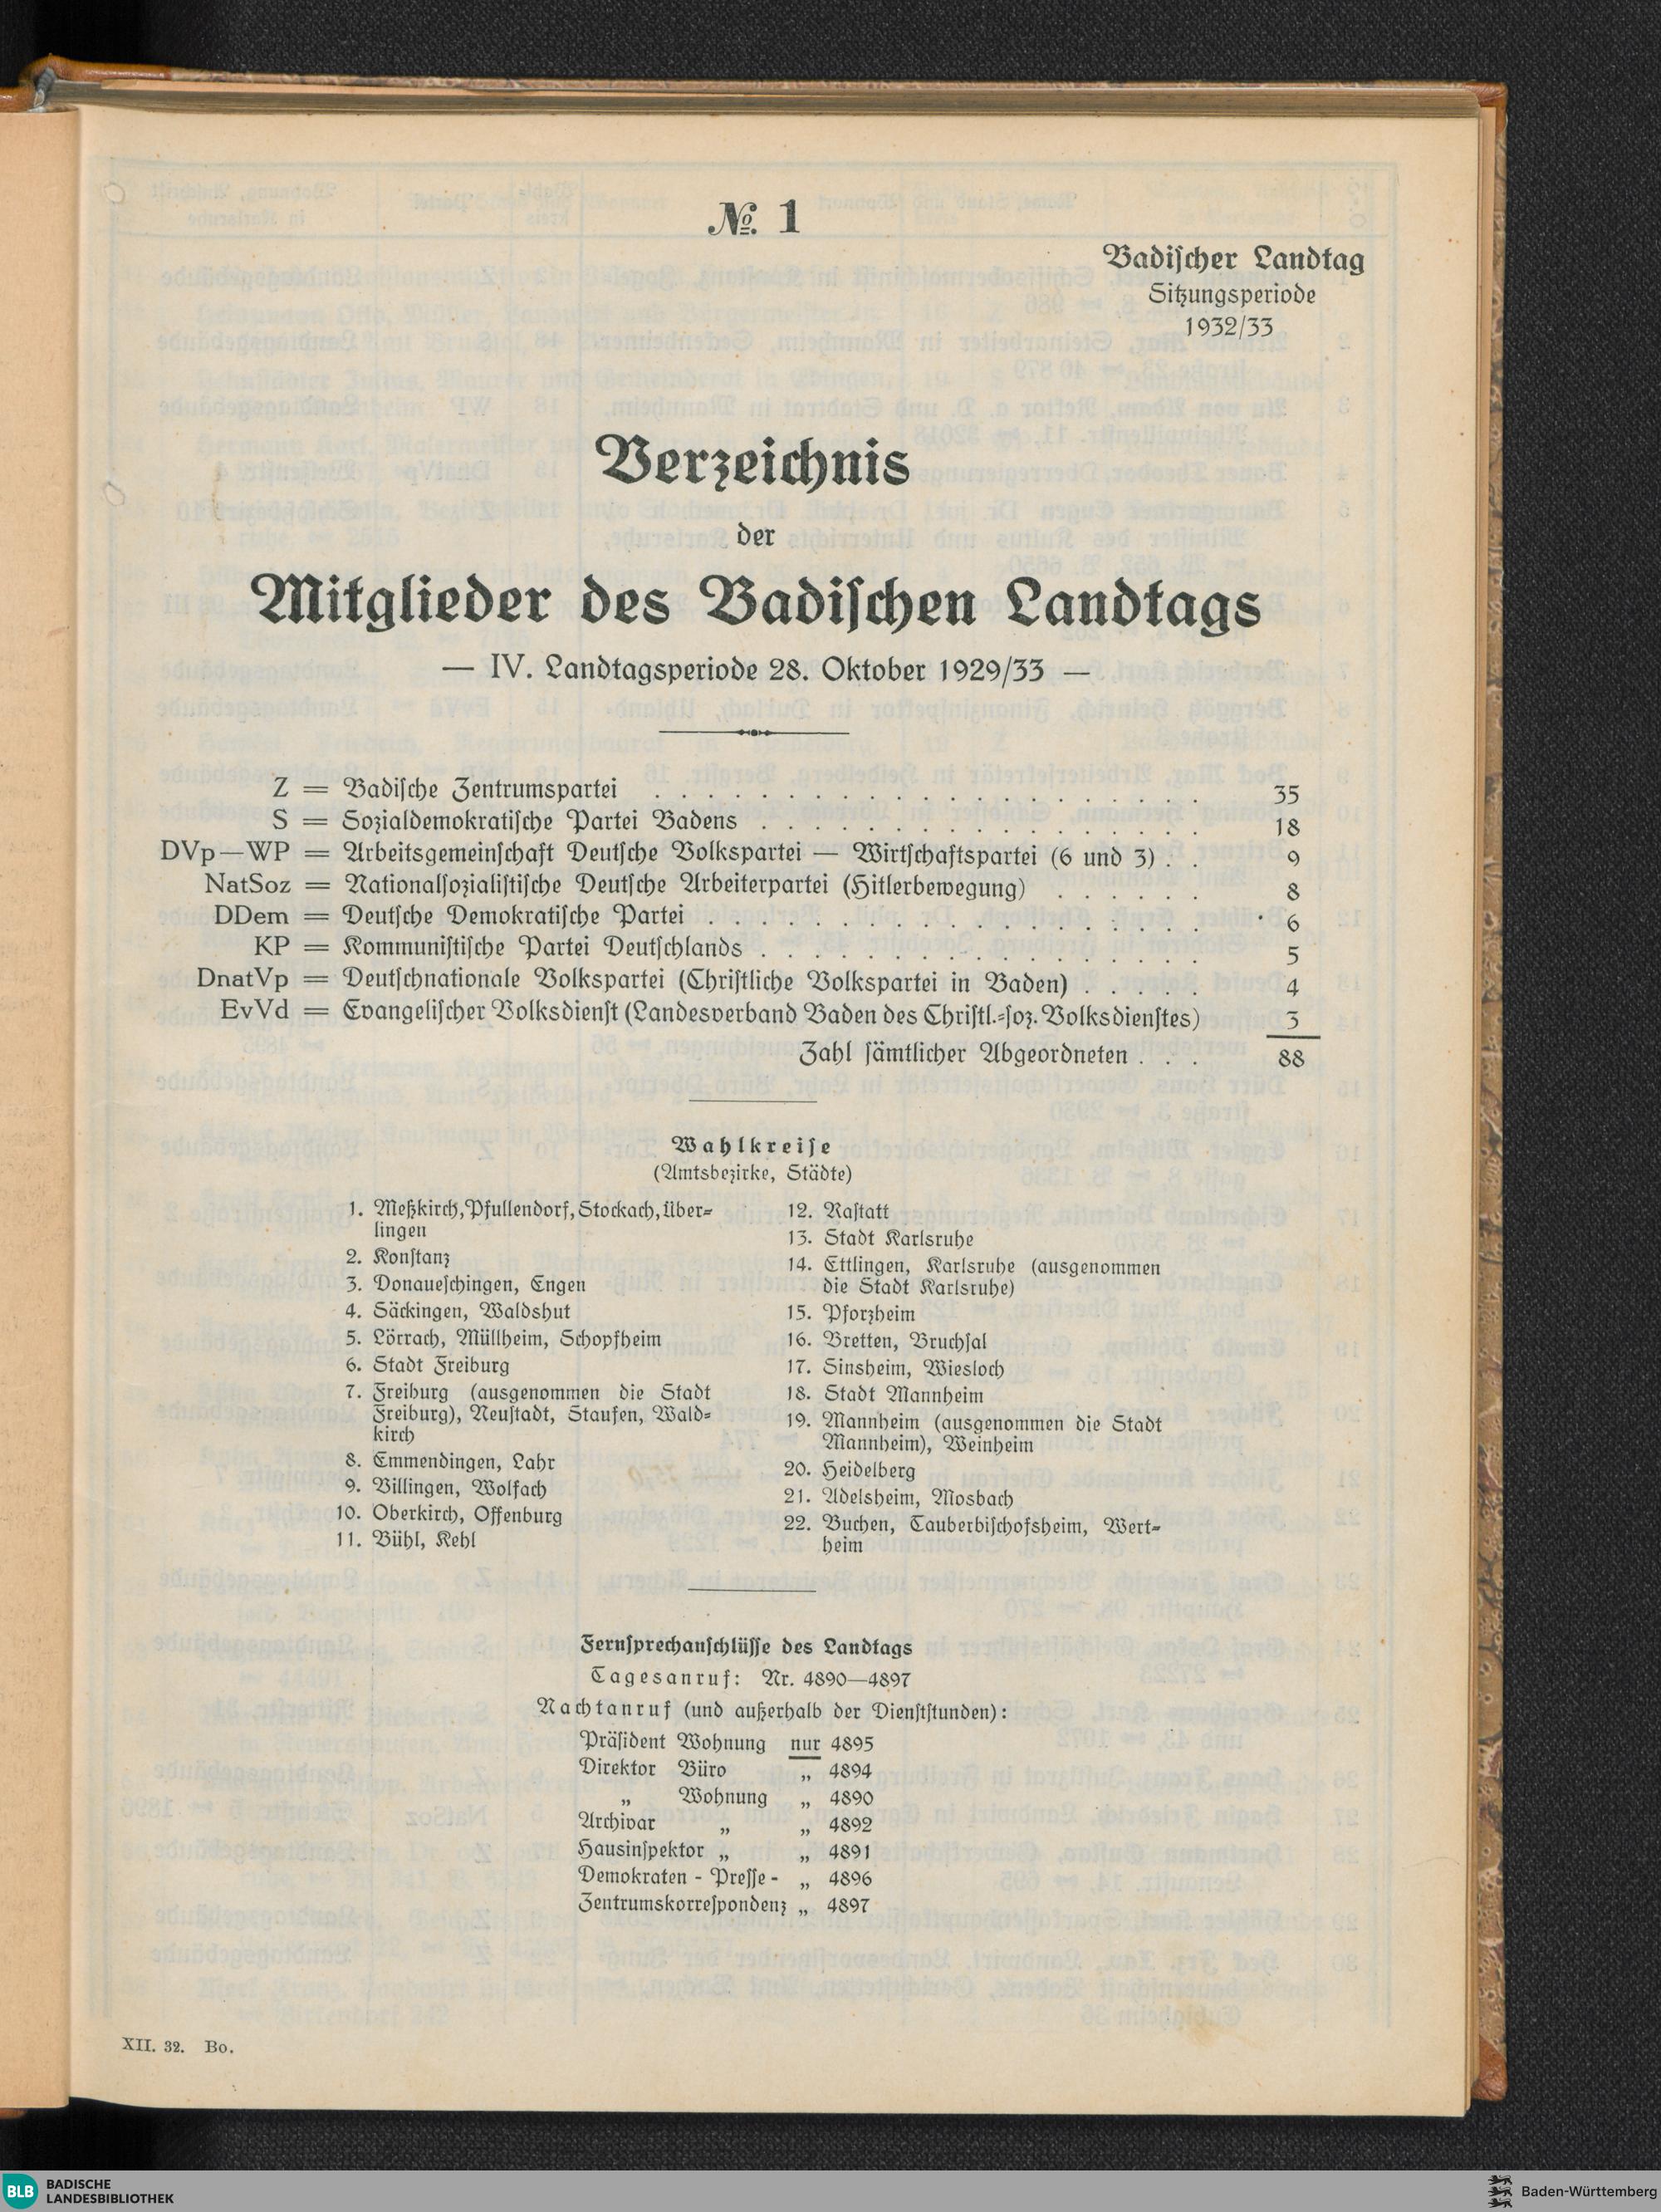 № 1
Badischer Landtag
Sitzungsperiode
1932/33
Verzeichnis
der
Mitglieder des Badischen Landtags
— IV. Landtagsperiode 28. Oktober 1929/33 —
Z = Badische Zentrumspartei . . . . . . . . . . . . . . . . . . . . . 35
S = Sozialdemokratische Partei Badens . . . . . . . . . . . . . . . . . 18
DVp—WP = Arbeitsgemeinschaft Deutsche Volkspartei — Wirtschaftspartei (6 und 3) . . 9
NatSoz = Nationalsozialistische Deutsche Arbeiterpartei (Hitlerbewegung) . . . . . . 8
DDem = Deutsche Demokratische Partei . . . . . . . . . . . . . . . . . . . 6
KP = Kommunistische Partei Deutschlands . . . . . . . . . . . . . . . . . 5
DnatVp = Deutschnationale Volkspartei (Christliche Volkspartei in Baden) . . . . . 4
EvVd = Evangelischer Volksdienst (Landesverband Baden des Christl.-soz. Volksdienstes) 3
Zahl sämtlicher Abgeordneten . . . 88
Wahlkreise
(Amtsbezirke, Städte)
1. Meßkirch, Pfullendorf, Stockach, Über-
lingen
2. Konstanz
3. Donaueschingen, Engen
4. Säckingen, Waldshut
5. Lörrach, Müllheim, Schopfheim
6. Stadt Freiburg
7. Freiburg (ausgenommen die Stadt
Freiburg), Neustadt, Staufen, Wald-
kirch
8. Emmendingen, Lahr
9. Villingen, Wolfach
10. Oberkirch, Offenburg
11. Bühl, Kehl
12. Rastatt
13. Stadt Karlsruhe
14. Ettlingen, Karlsruhe (ausgenommen
die Stadt Karlsruhe)
15. Pforzheim
16. Bretten, Bruchsal
17. Sinsheim, Wiesloch
18. Stadt Mannheim
19. Mannheim (ausgenommen die Stadt
Mannheim), Weinheim
20. Heidelberg
21. Adelsheim, Mosbach
22. Buchen, Tauberbischofsheim, Wert-
heim
Fernsprechanschlüsse des Landtags
Tagesanruf: Nr. 4890—4897
Nachtanruf (und außerhalb der Dienststunden):
Präsident Wohnung nur 4895
Direktor Büro „ 4894
„ Wohnung „ 4890
Archivar „ „ 4892
Hausinspektor „ „ 4891
Demokraten - Presse - „ 4896
Zentrumskorrespondenz „ 4897
XII. 32. Bo.
BLB BADISCHE
LANDESBIBLIOTHEK
Baden-Württemberg